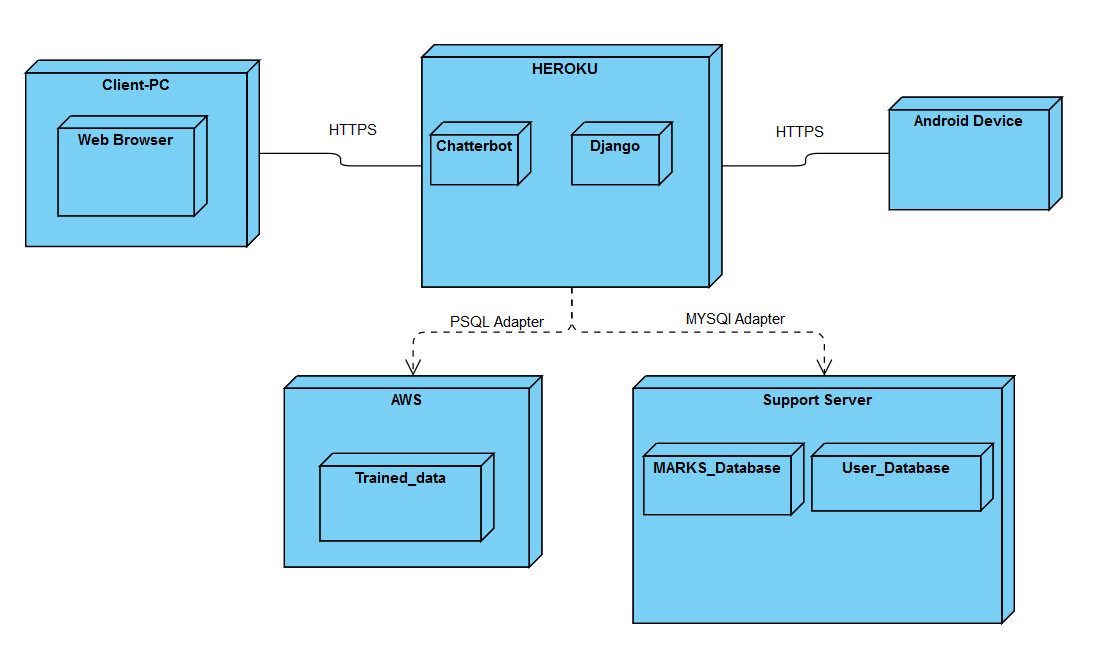 HEROKU
Client-PC
Web Browser
HTTPS
Chatterbot
Django
HTTPS
Android Device
PSQL Adapter
MYSQl Adapter
AWS
Trained_data
Support Server
MARKS_Database
User_Database